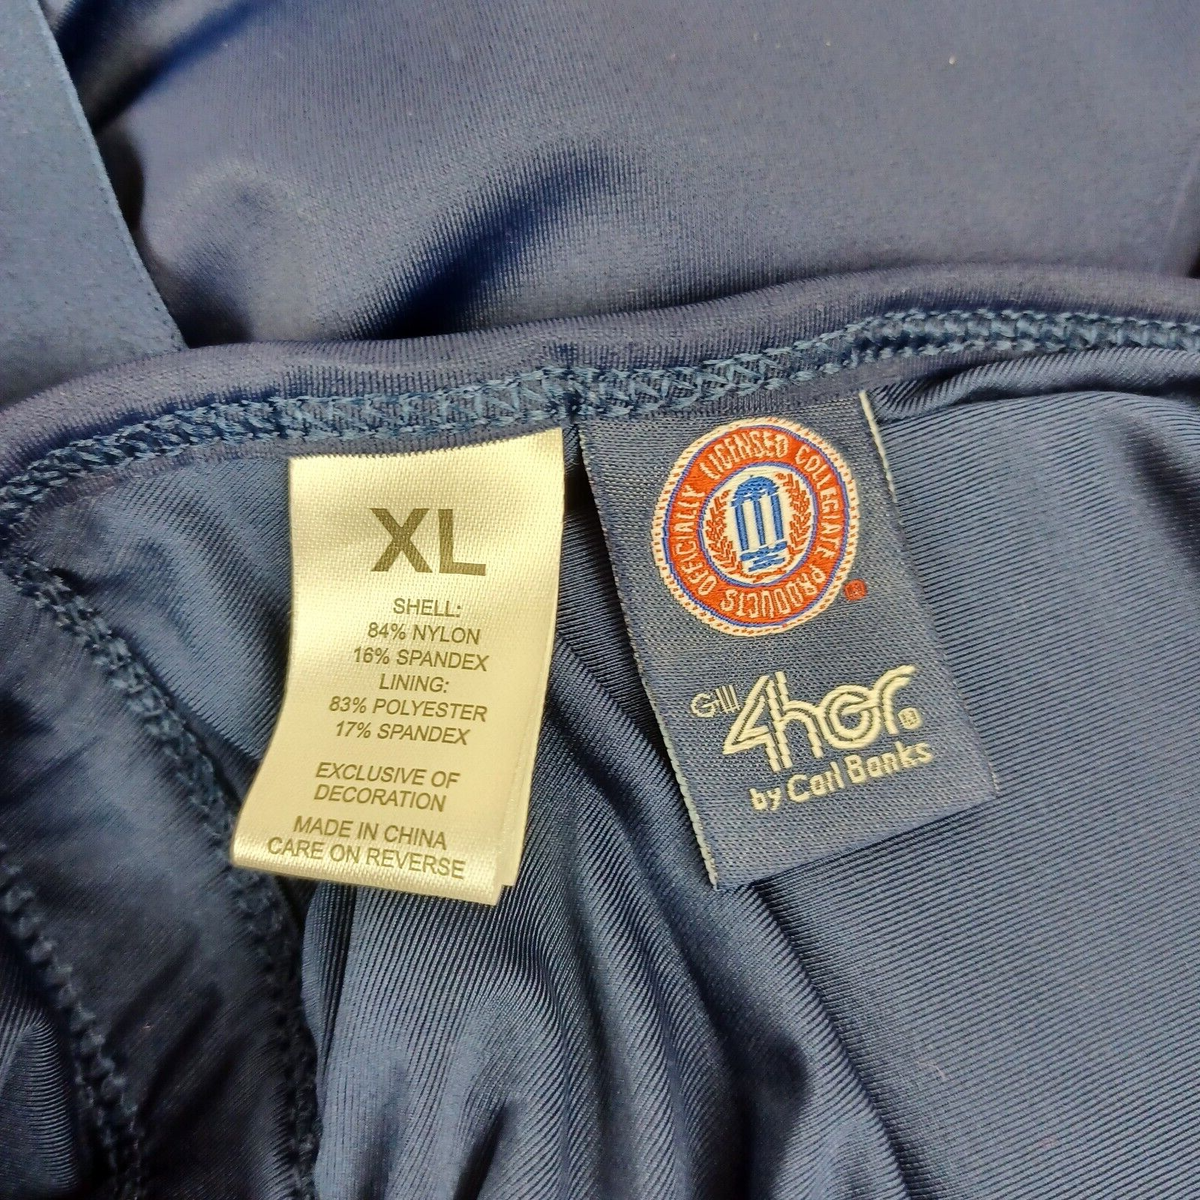 XL
SHELL:
84% NYLON
16% SPANDEX
LINING:
83% POLYESTER
17% SPANDEX
EXCLUSIVE OF
DECORATION
MADE IN CHINA
CARE ON REVERSE
OFFICIALLY LICENSED COLLEGIATE PRODUCTS
®
G-III
4her®
by Carl Banks